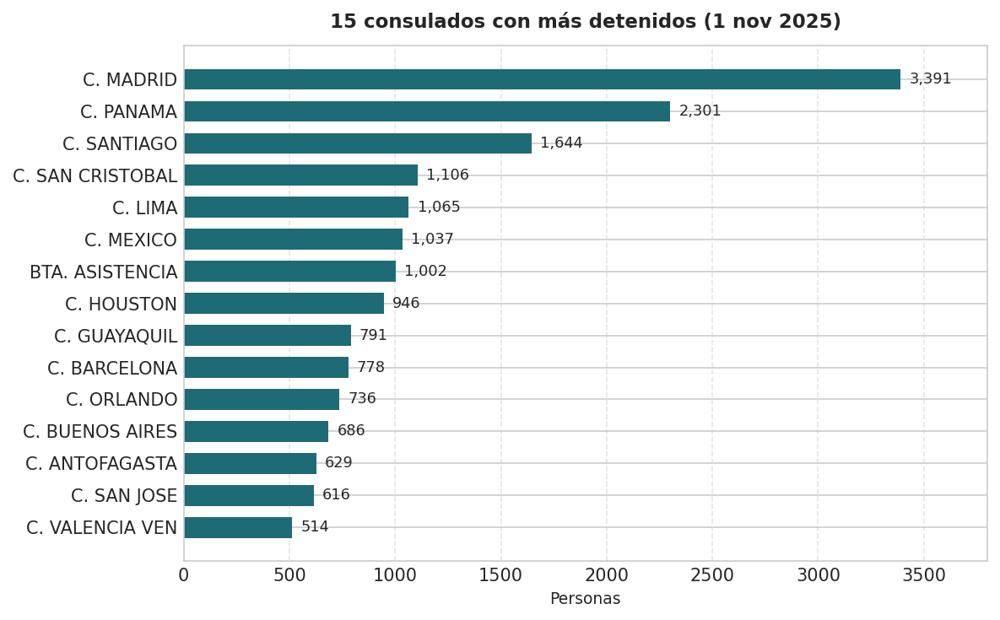 15 consulados con más detenidos (1 nov 2025)
C. MADRID 3,391
C. PANAMA 2,301
C. SANTIAGO 1,644
C. SAN CRISTOBAL 1,106
C. LIMA 1,065
C. MEXICO 1,037
BTA. ASISTENCIA 1,002
C. HOUSTON 946
C. GUAYAQUIL 791
C. BARCELONA 778
C. ORLANDO 736
C. BUENOS AIRES 686
C. ANTOFAGASTA 629
C. SAN JOSE 616
C. VALENCIA VEN 514
0 500 1000 1500 2000 2500 3000 3500
Personas